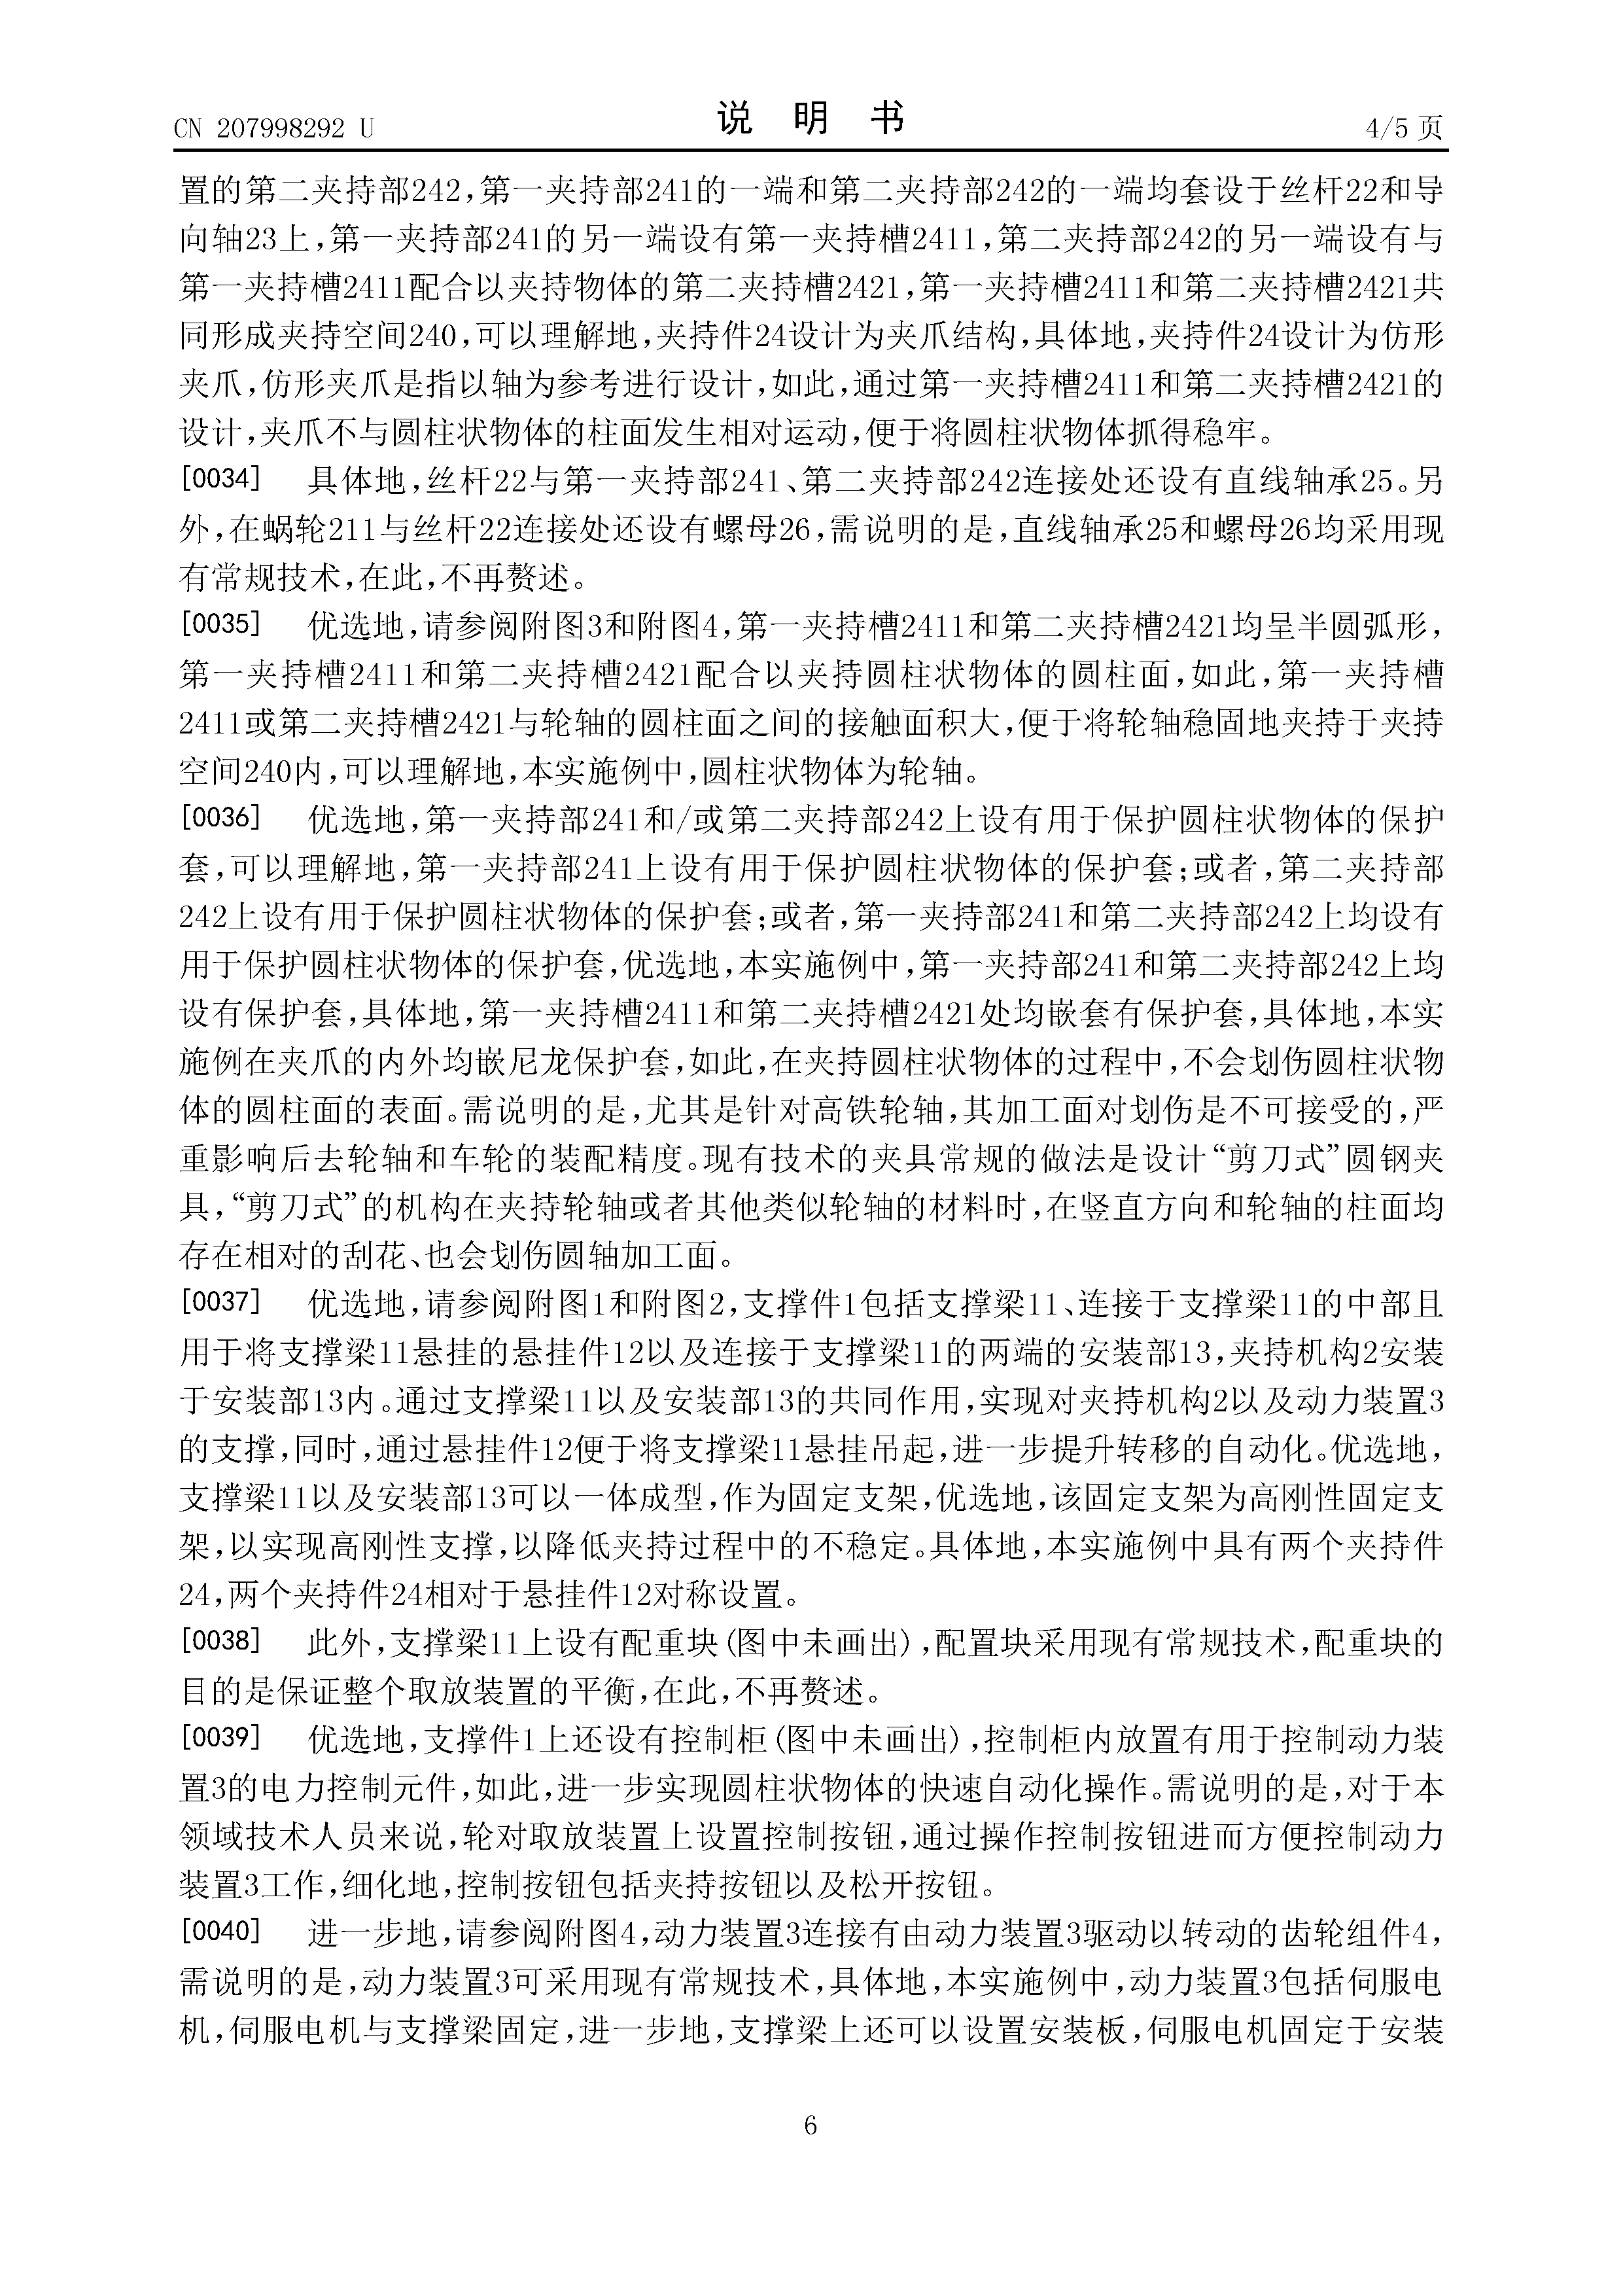 CN 207998292 U
说 明 书
4/5 页
置的第二夹持部242,第一夹持部241的一端和第二夹持部242的一端均套设于丝杆22和导
向轴23上,第一夹持部241的另一端设有第一夹持槽2411,第二夹持部242的另一端设有与
第一夹持槽2411配合以夹持物体的第二夹持槽2421,第一夹持槽2411和第二夹持槽2421共
同形成夹持空间240,可以理解地,夹持件24设计为夹爪结构,具体地,夹持件24设计为仿形
夹爪,仿形夹爪是指以轴为参考进行设计,如此,通过第一夹持槽2411和第二夹持槽2421的
设计,夹爪不与圆柱状物体的柱面发生相对运动,便于将圆柱状物体抓得稳牢。
[0034] 具体地,丝杆22与第一夹持部241、第二夹持部242连接处还设有直线轴承25。另
外,在蜗轮211与丝杆22连接处还设有螺母26,需说明的是,直线轴承25和螺母26均采用现
有常规技术,在此,不再赘述。
[0035] 优选地,请参阅附图3和附图4,第一夹持槽2411和第二夹持槽2421均呈半圆弧形,
第一夹持槽2411和第二夹持槽2421配合以夹持圆柱状物体的圆柱面,如此,第一夹持槽
2411或第二夹持槽2421与轮轴的圆柱面之间的接触面积大,便于将轮轴稳固地夹持于夹持
空间240内,可以理解地,本实施例中,圆柱状物体为轮轴。
[0036] 优选地,第一夹持部241和/或第二夹持部242上设有用于保护圆柱状物体的保护
套,可以理解地,第一夹持部241上设有用于保护圆柱状物体的保护套;或者,第二夹持部
242上设有用于保护圆柱状物体的保护套;或者,第一夹持部241和第二夹持部242上均设有
用于保护圆柱状物体的保护套,优选地,本实施例中,第一夹持部241和第二夹持部242上均
设有保护套,具体地,第一夹持槽2411和第二夹持槽2421处均嵌套有保护套,具体地,本实
施例在夹爪的内外均嵌尼龙保护套,如此,在夹持圆柱状物体的过程中,不会划伤圆柱状物
体的圆柱面的表面。需说明的是,尤其是针对高铁轮轴,其加工面对划伤是不可接受的,严
重影响后去轮轴和车轮的装配精度。现有技术的夹具常规的做法是设计“剪刀式”圆钢夹
具,“剪刀式”的机构在夹持轮轴或者其他类似轮轴的材料时,在竖直方向和轮轴的柱面均
存在相对的刮花、也会划伤圆轴加工面。
[0037] 优选地,请参阅附图1和附图2,支撑件1包括支撑梁11、连接于支撑梁11的中部且
用于将支撑梁11悬挂的悬挂件12以及连接于支撑梁11的两端的安装部13,夹持机构2安装
于安装部13内。通过支撑梁11以及安装部13的共同作用,实现对夹持机构2以及动力装置3
的支撑,同时,通过悬挂件12便于将支撑梁11悬挂吊起,进一步提升转移的自动化。优选地,
支撑梁11以及安装部13可以一体成型,作为固定支架,优选地,该固定支架为高刚性固定支
架,以实现高刚性支撑,以降低夹持过程中的不稳定。具体地,本实施例中具有两个夹持件
24,两个夹持件24相对于悬挂件12对称设置。
[0038] 此外,支撑梁11上设有配重块(图中未画出),配置块采用现有常规技术,配重块的
目的是保证整个取放装置的平衡,在此,不再赘述。
[0039] 优选地,支撑件1上还设有控制柜(图中未画出),控制柜内放置有用于控制动力装
置3的电力控制元件,如此,进一步实现圆柱状物体的快速自动化操作。需说明的是,对于本
领域技术人员来说,轮对取放装置上设置控制按钮,通过操作控制按钮进而方便控制动力
装置3工作,细化地,控制按钮包括夹持按钮以及松开按钮。
[0040] 进一步地,请参阅附图4,动力装置3连接有由动力装置3驱动以转动的齿轮组件4,
需说明的是,动力装置3可采用现有常规技术,具体地,本实施例中,动力装置3包括伺服电
机,伺服电机与支撑梁固定,进一步地,支撑梁上还可以设置安装板,伺服电机固定于安装
6